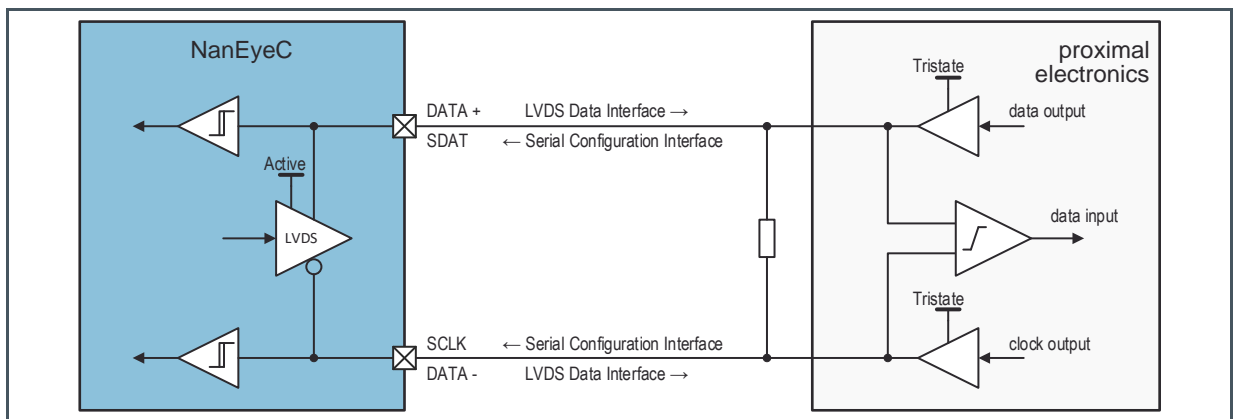 NanEyeC
proximal
electronics
Tristate
DATA + LVDS Data Interface →
data output
SDAT ← Serial Configuration Interface
Active
LVDS
data input
Tristate
SCLK ← Serial Configuration Interface
clock output
DATA - LVDS Data Interface →